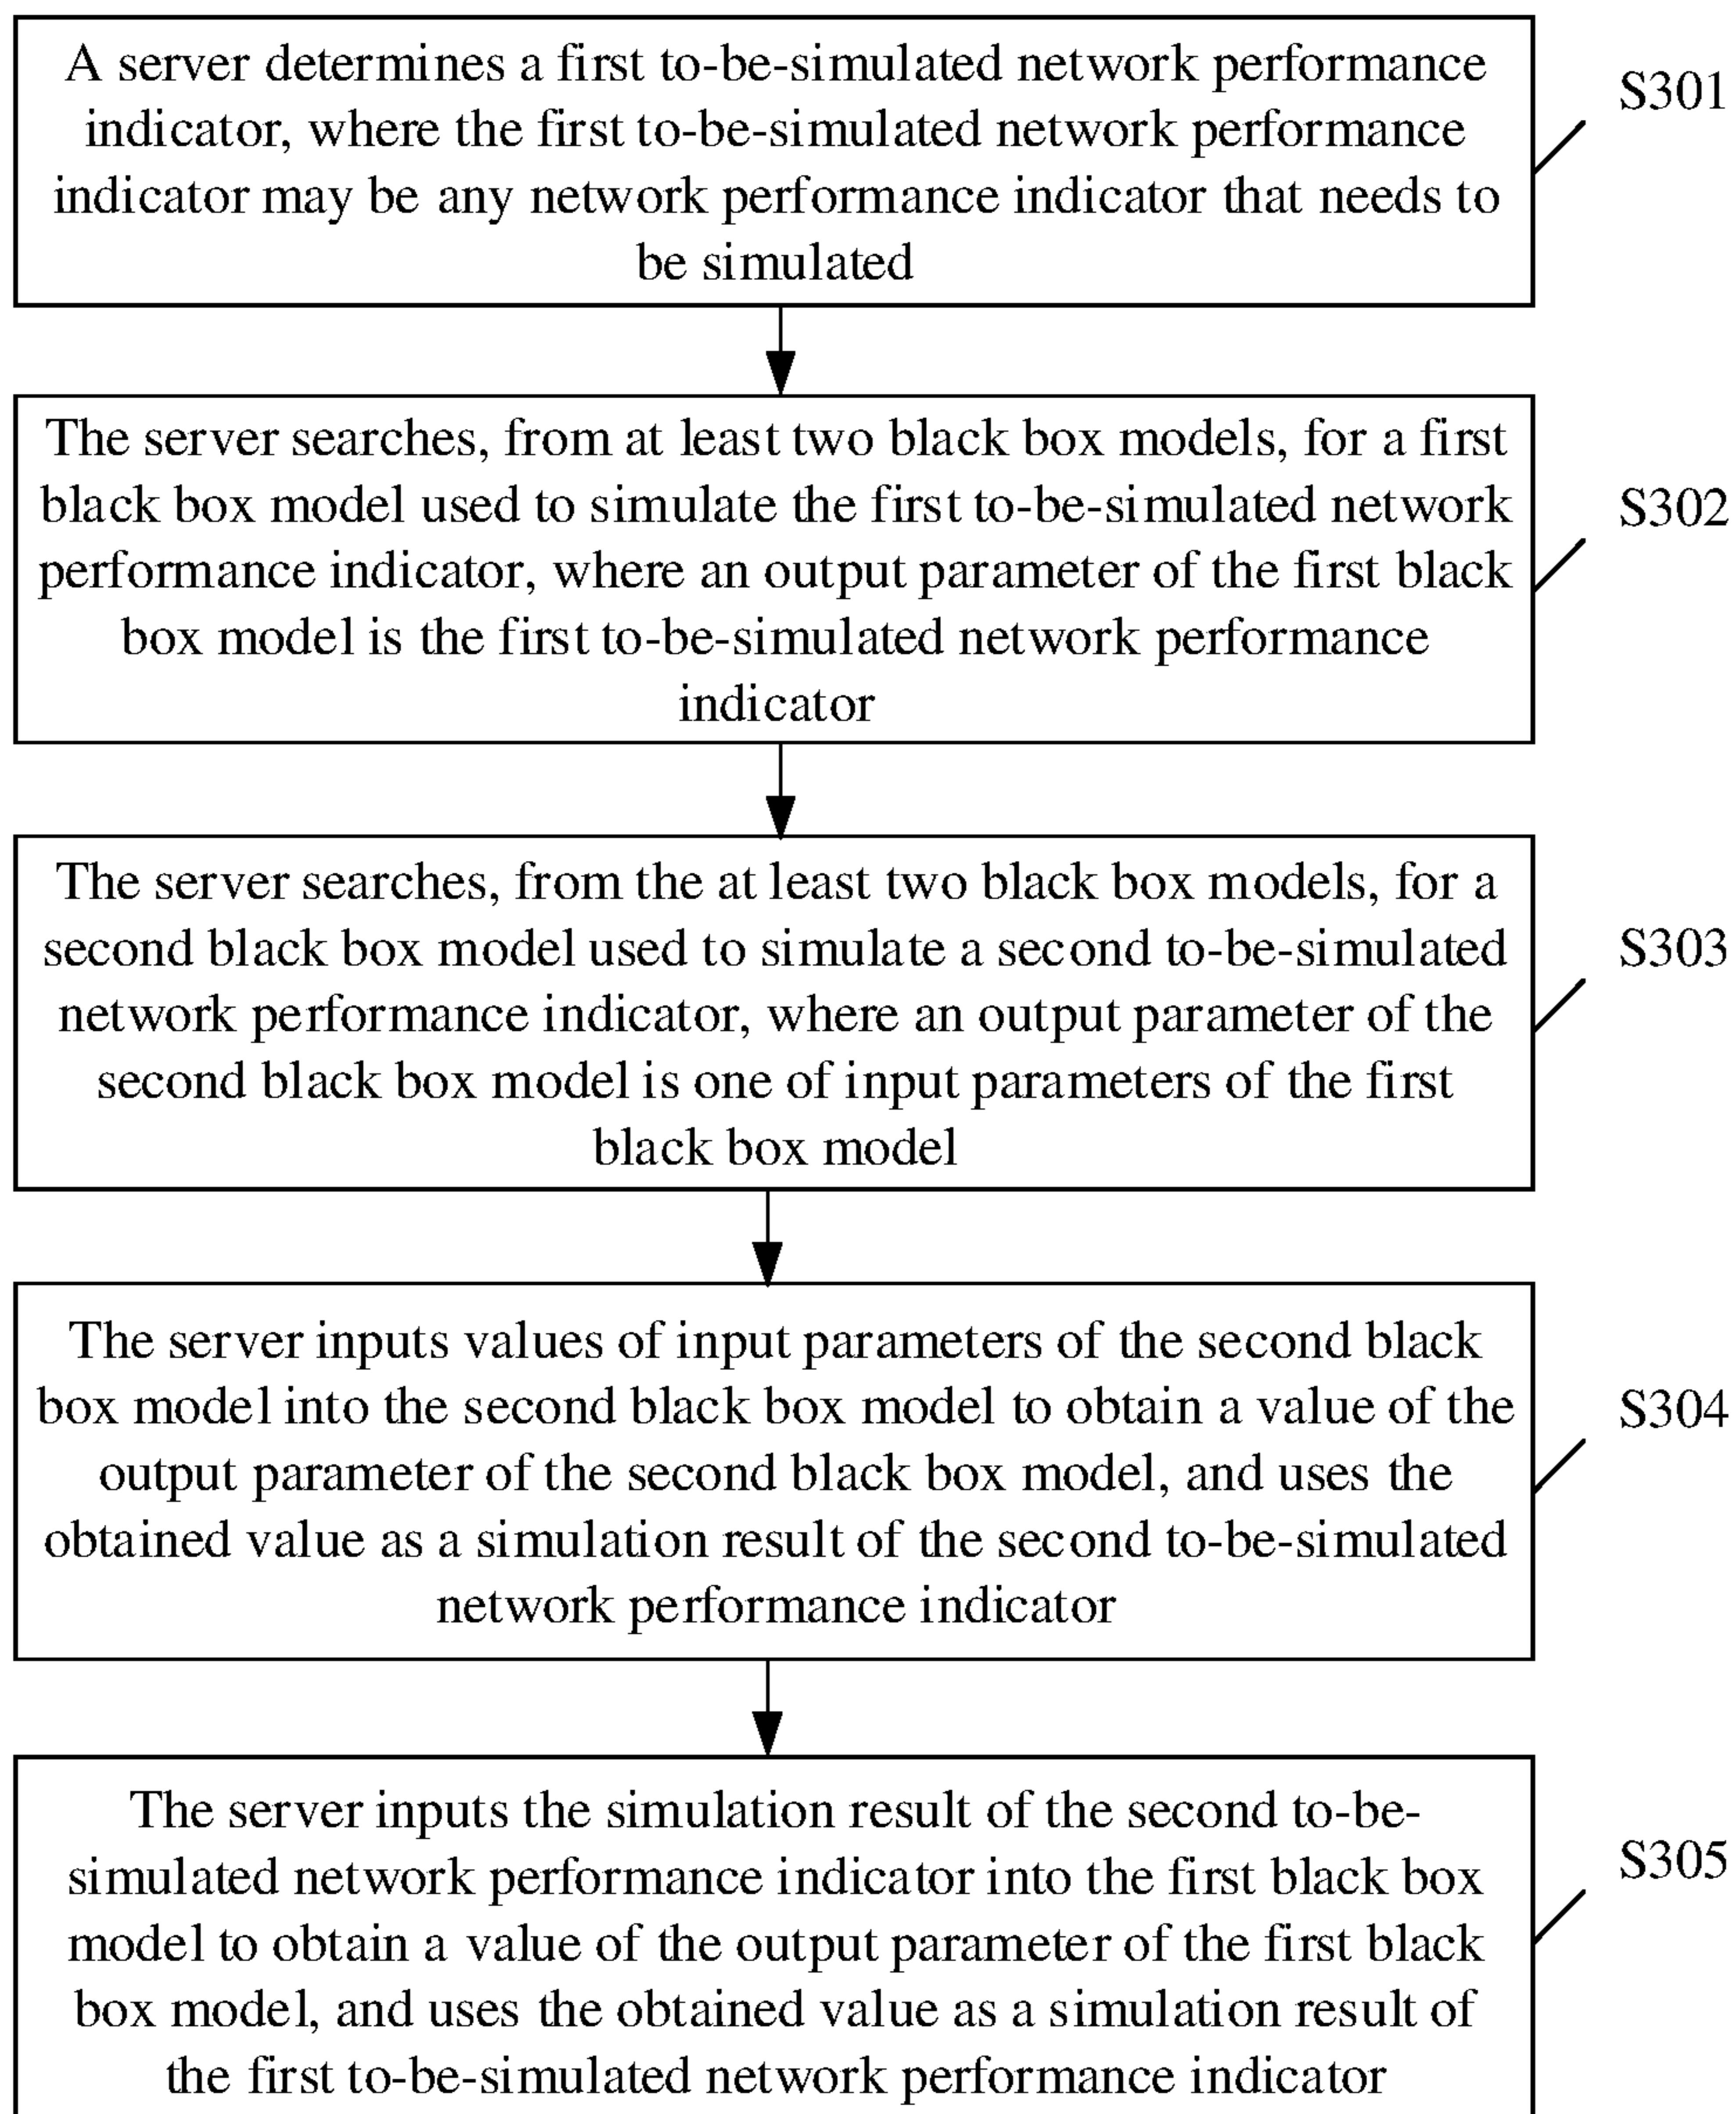 A server determines a first to-be-simulated network performance
indicator, where the first to-be-simulated network performance
indicator may be any network performance indicator that needs to
be simulated
S301
The server searches, from at least two black box models, for a first
black box model used to simulate the first to-be-simulated network
performance indicator, where an output parameter of the first black
box model is the first to-be-simulated network performance
indicator
S302
The server searches, from the at least two black box models, for a
second black box model used to simulate a second to-be-simulated
network performance indicator, where an output parameter of the
second black box model is one of input parameters of the first
black box model
S303
The server inputs values of input parameters of the second black
box model into the second black box model to obtain a value of the
output parameter of the second black box model, and uses the
obtained value as a simulation result of the second to-be-simulated
network performance indicator
S304
The server inputs the simulation result of the second to-be-
simulated network performance indicator into the first black box
model to obtain a value of the output parameter of the first black
box model, and uses the obtained value as a simulation result of
the first to-be-simulated network performance indicator
S305